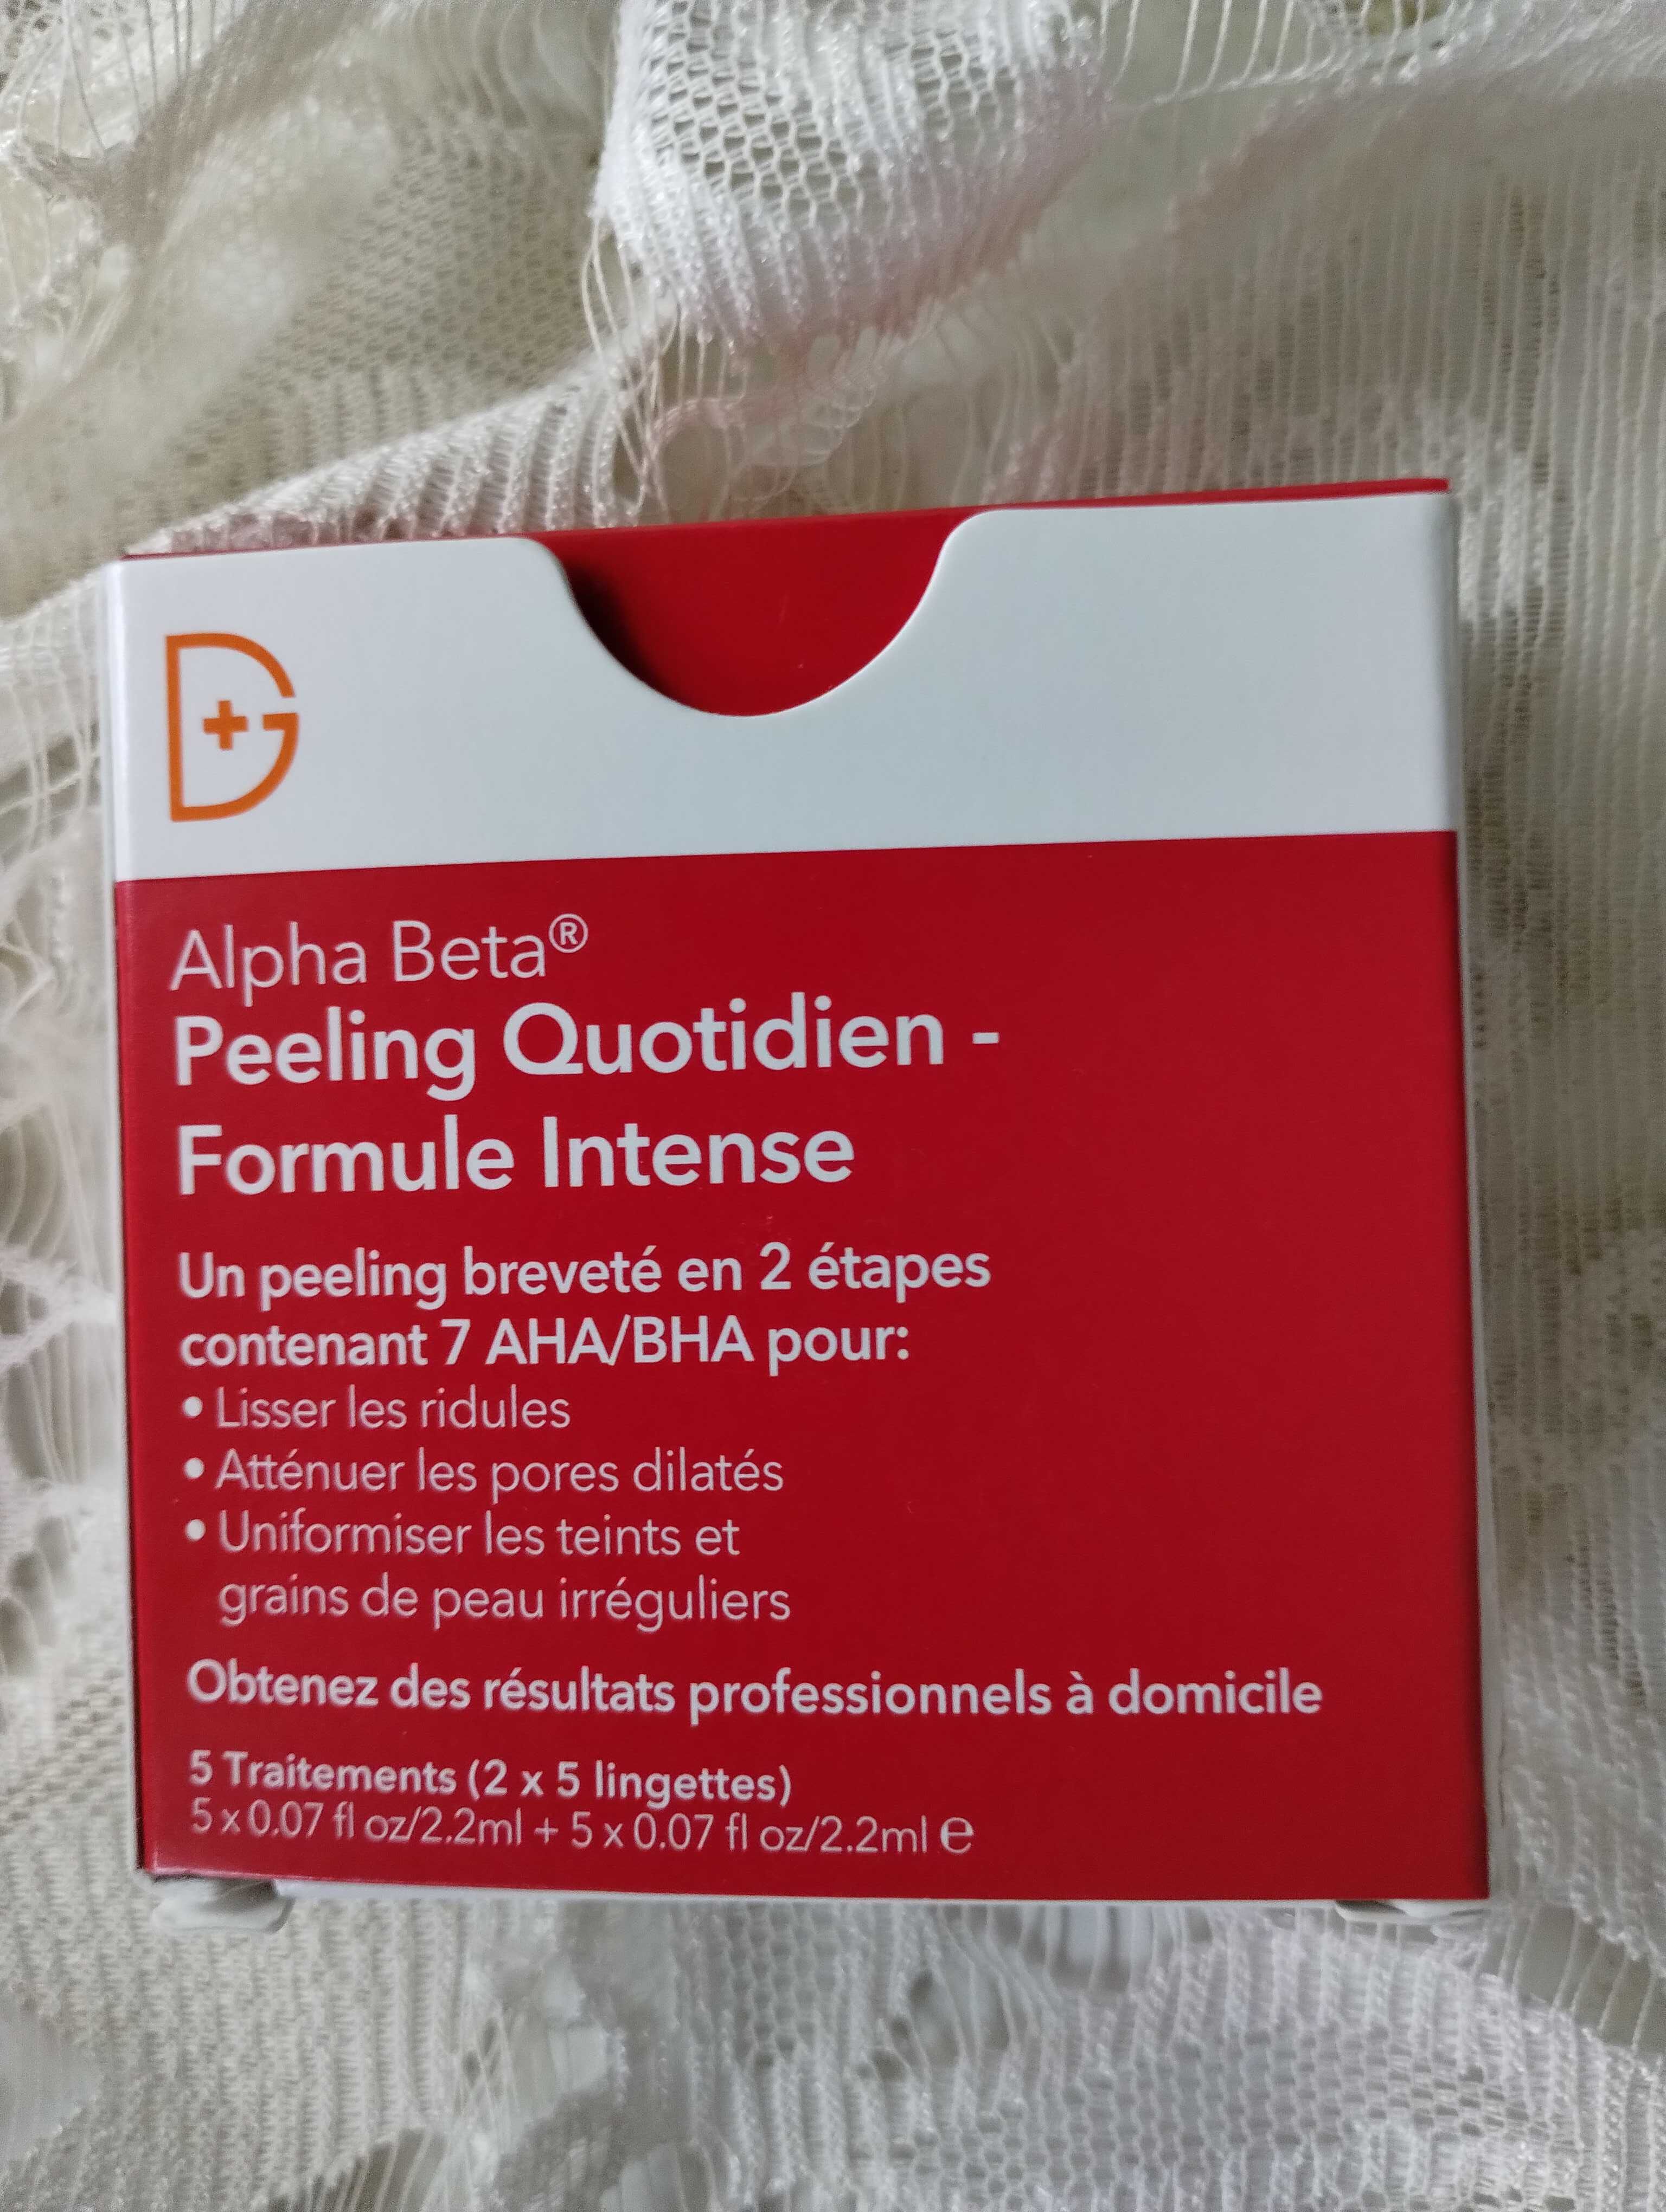 Alpha Beta®
Peeling Quotidien -
Formule Intense
Un peeling breveté en 2 étapes
contenant 7 AHA/BHA pour:
• Lisser les ridules
• Atténuer les pores dilatés
• Uniformiser les teints et
grains de peau irréguliers
Obtenez des résultats professionnels à domicile
5 Traitements (2 x 5 lingettes)
5 x 0.07 fl oz/2.2ml + 5 x 0.07 fl oz/2.2ml ℮